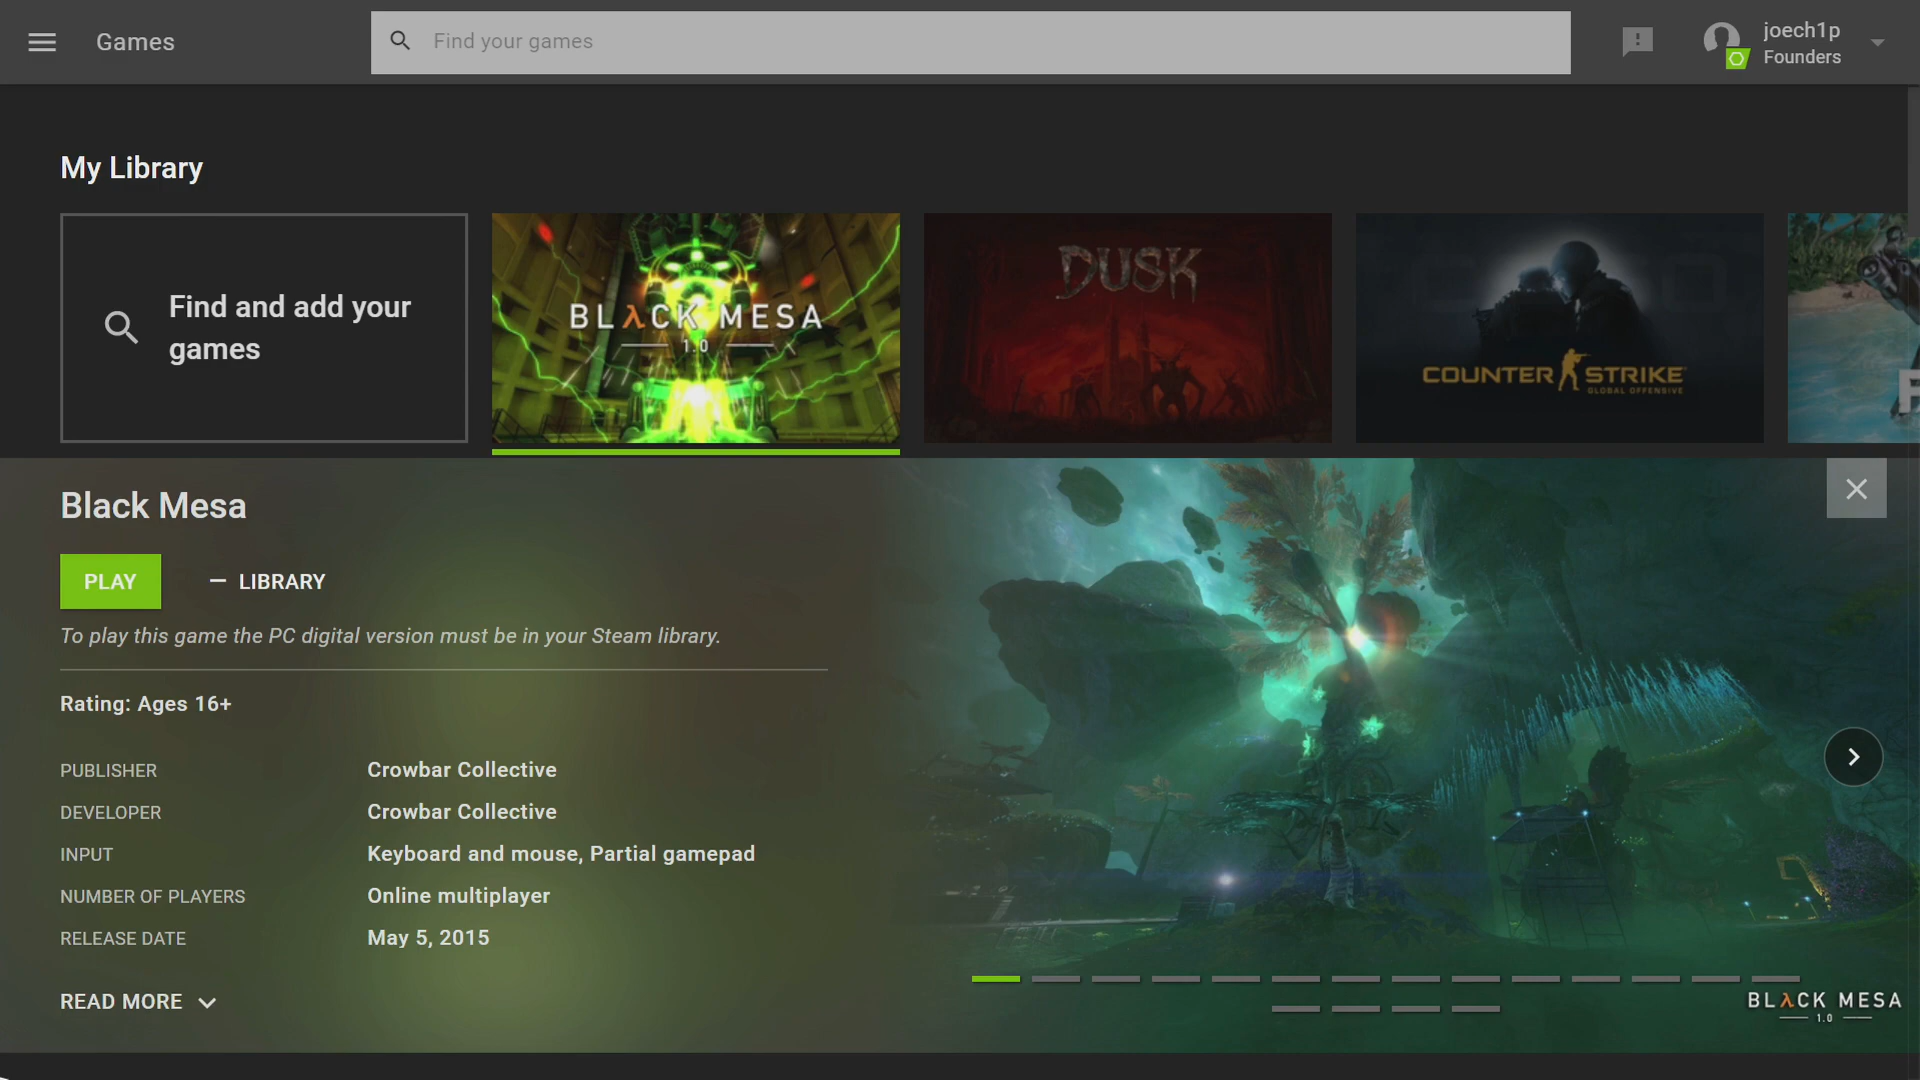 Games
Find your games
joech1p
Founders
My Library
Find and add your
games
BLλCK MESA
1.0
DUSK
COUNTER STRIKE
GLOBAL OFFENSIVE
Black Mesa
PLAY
LIBRARY
To play this game the PC digital version must be in your Steam library.
Rating: Ages 16+
PUBLISHER Crowbar Collective
DEVELOPER Crowbar Collective
INPUT Keyboard and mouse, Partial gamepad
NUMBER OF PLAYERS Online multiplayer
RELEASE DATE May 5, 2015
READ MORE
BLλCK MESA
1.0